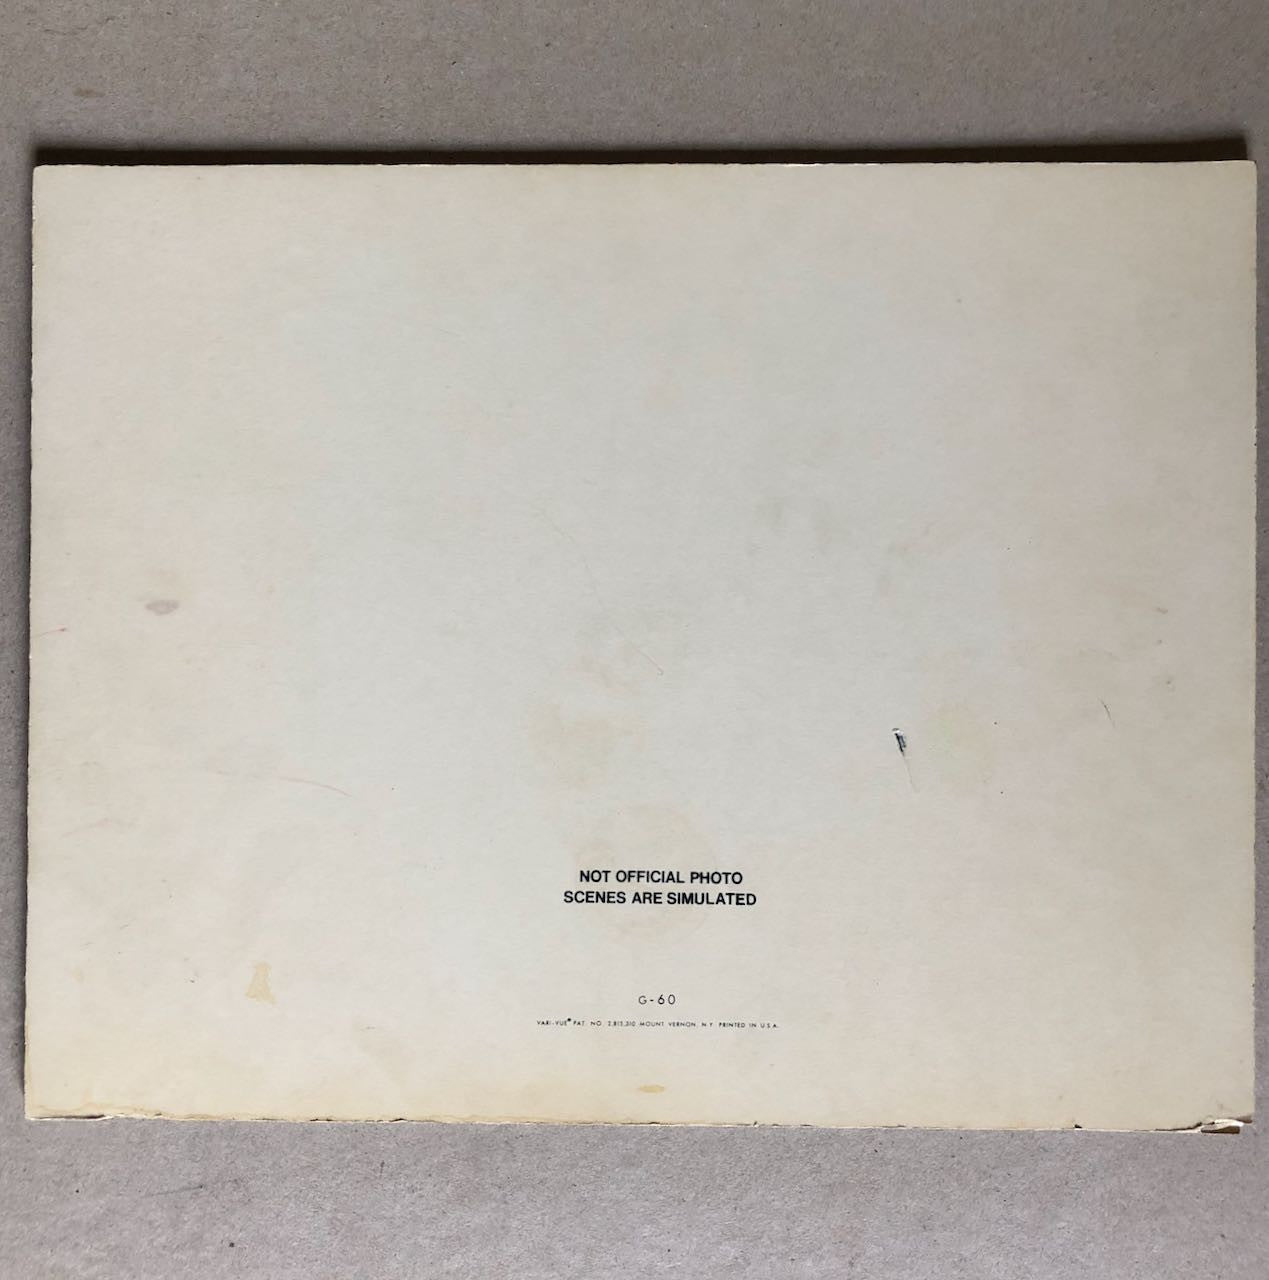 NOT OFFICIAL PHOTO
SCENES ARE SIMULATED
G-60
VARI-VUE® PAT. NO. 2,815,310 MOUNT VERNON, N.Y. PRINTED IN U.S.A.